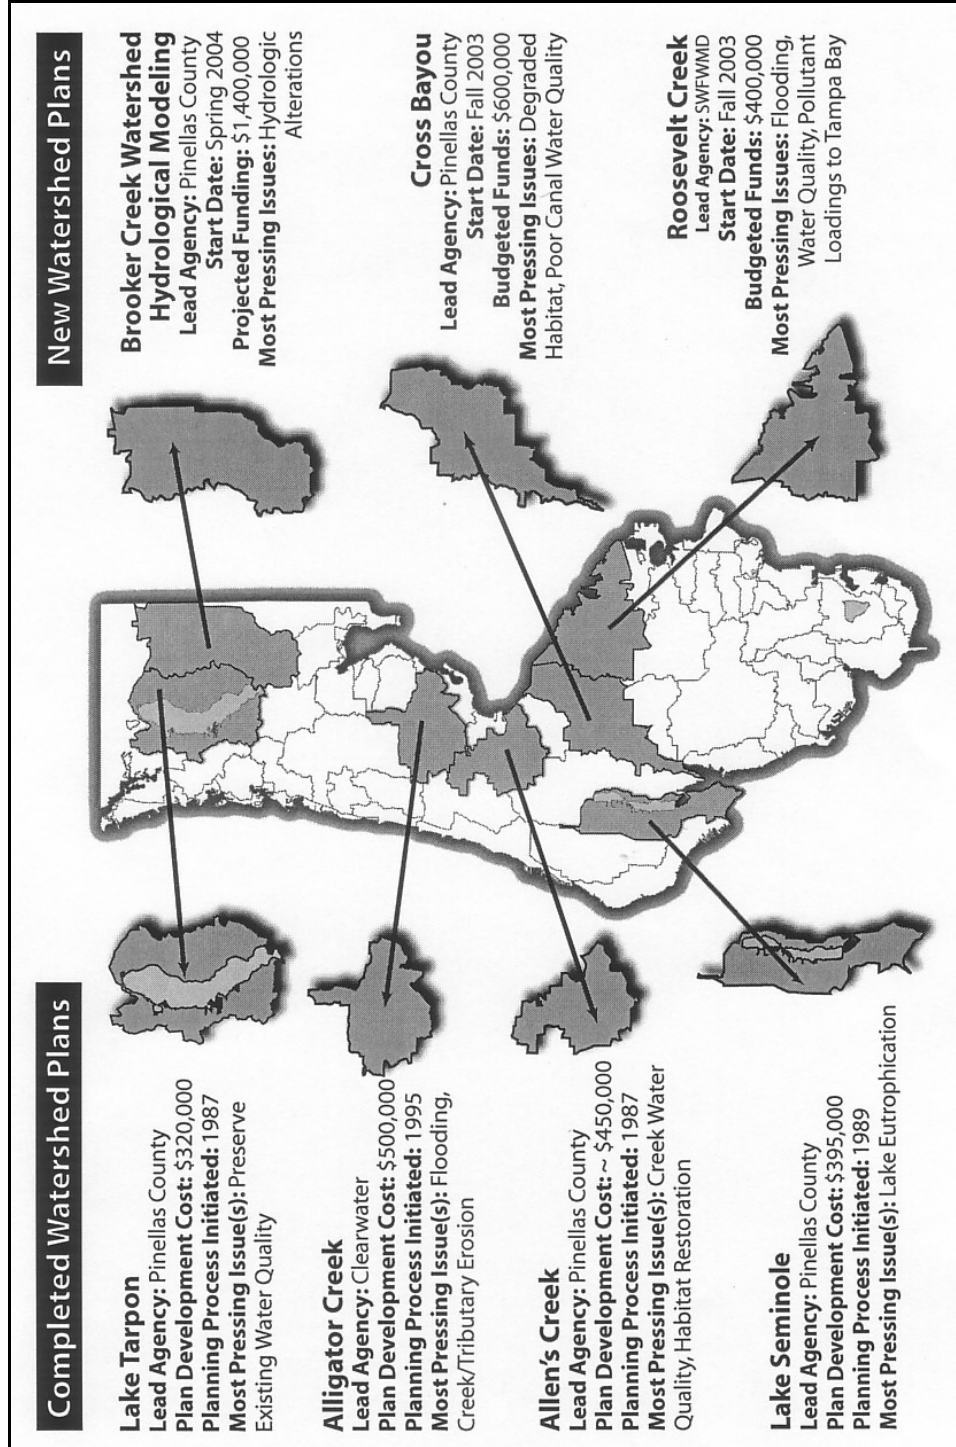 Completed Watershed Plans
Lake Tarpon
Lead Agency: Pinellas County
Plan Development Cost: $320,000
Planning Process Initiated: 1987
Most Pressing Issue(s): Preserve
Existing Water Quality
Alligator Creek
Lead Agency: Clearwater
Plan Development Cost: $500,000
Planning Process Initiated: 1995
Most Pressing Issue(s): Flooding,
Creek/Tributary Erosion
Allen's Creek
Lead Agency: Pinellas County
Plan Development Cost: ~ $450,000
Planning Process Initiated: 1987
Most Pressing Issue(s): Creek Water
Quality, Habitat Restoration
Lake Seminole
Lead Agency: Pinellas County
Plan Development Cost: $395,000
Planning Process Initiated: 1989
Most Pressing Issue(s): Lake Eutrophication
New Watershed Plans
Brooker Creek Watershed
Hydrological Modeling
Lead Agency: Pinellas County
Start Date: Spring 2004
Projected Funding: $1,400,000
Most Pressing Issues: Hydrologic
Alterations
Cross Bayou
Lead Agency: Pinellas County
Start Date: Fall 2003
Budgeted Funds: $600,000
Most Pressing Issues: Degraded
Habitat, Poor Canal Water Quality
Roosevelt Creek
Lead Agency: SWFWMD
Start Date: Fall 2003
Budgeted Funds: $400,000
Most Pressing Issues: Flooding,
Water Quality, Pollutant
Loadings to Tampa Bay